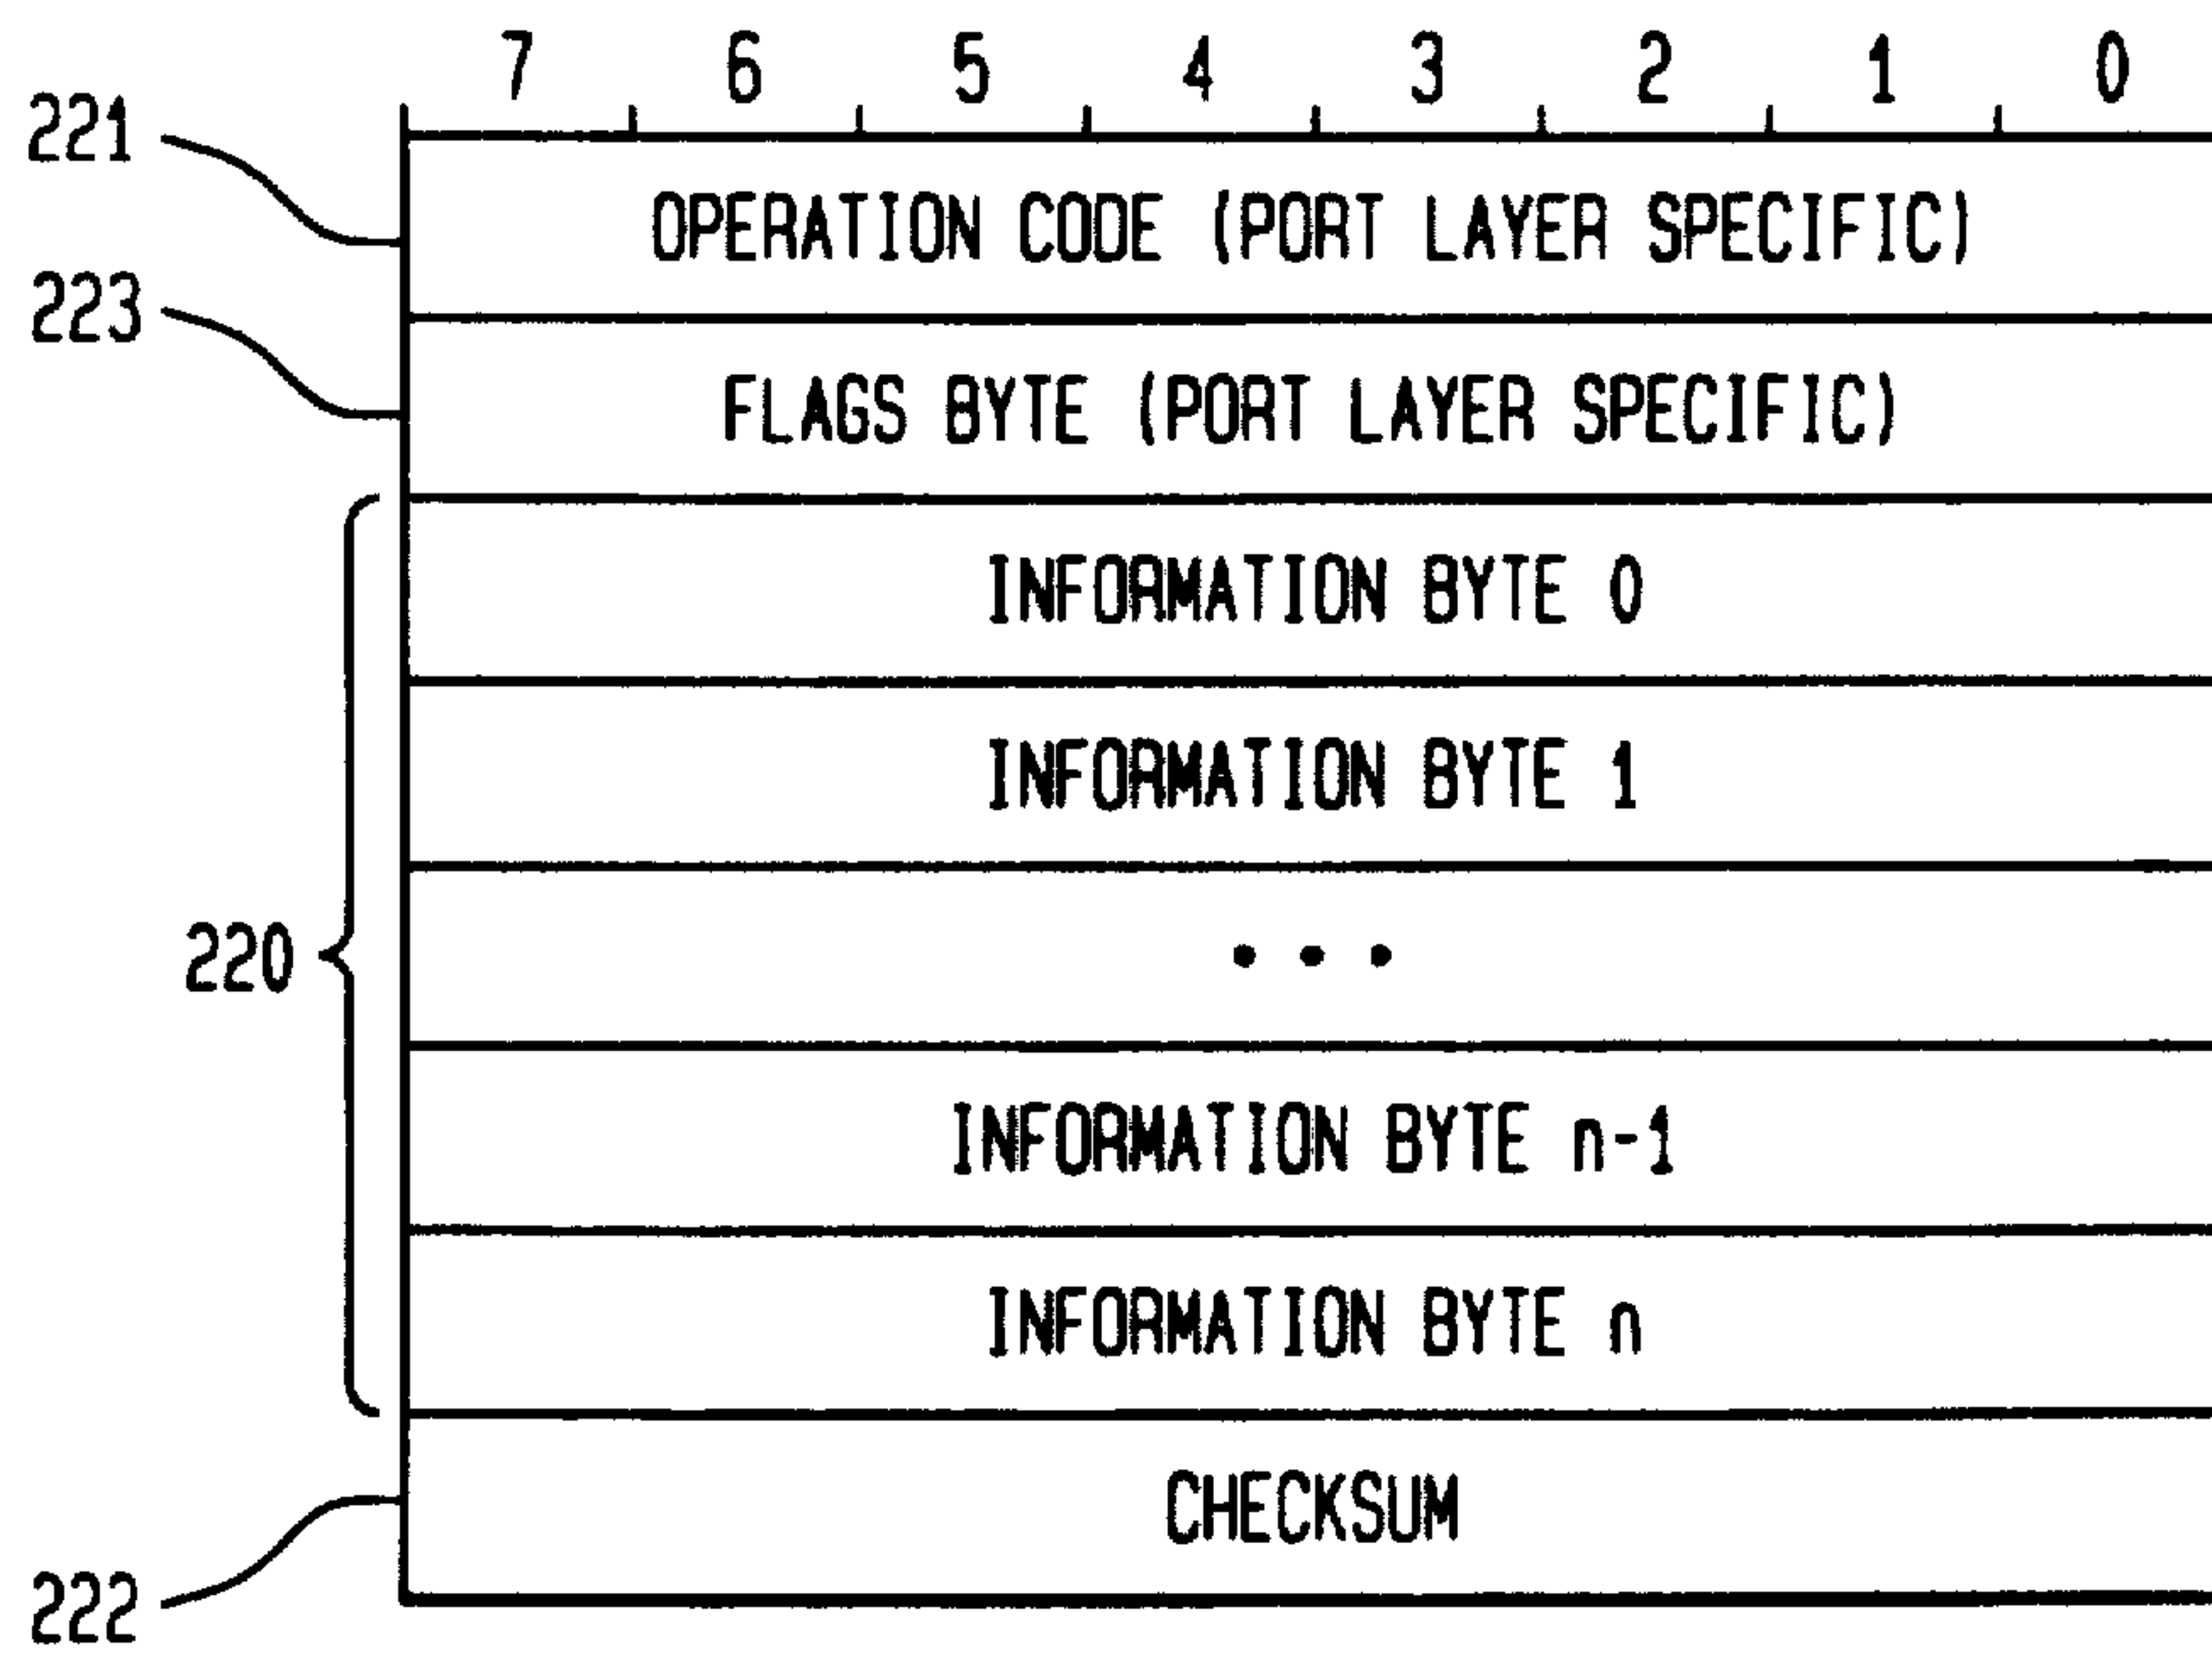 7 6 5 4 3 2 1 0
221
OPERATION CODE (PORT LAYER SPECIFIC)
223
FLAGS BYTE (PORT LAYER SPECIFIC)
INFORMATION BYTE 0
INFORMATION BYTE 1
220
• • •
INFORMATION BYTE n-1
INFORMATION BYTE n
CHECKSUM
222